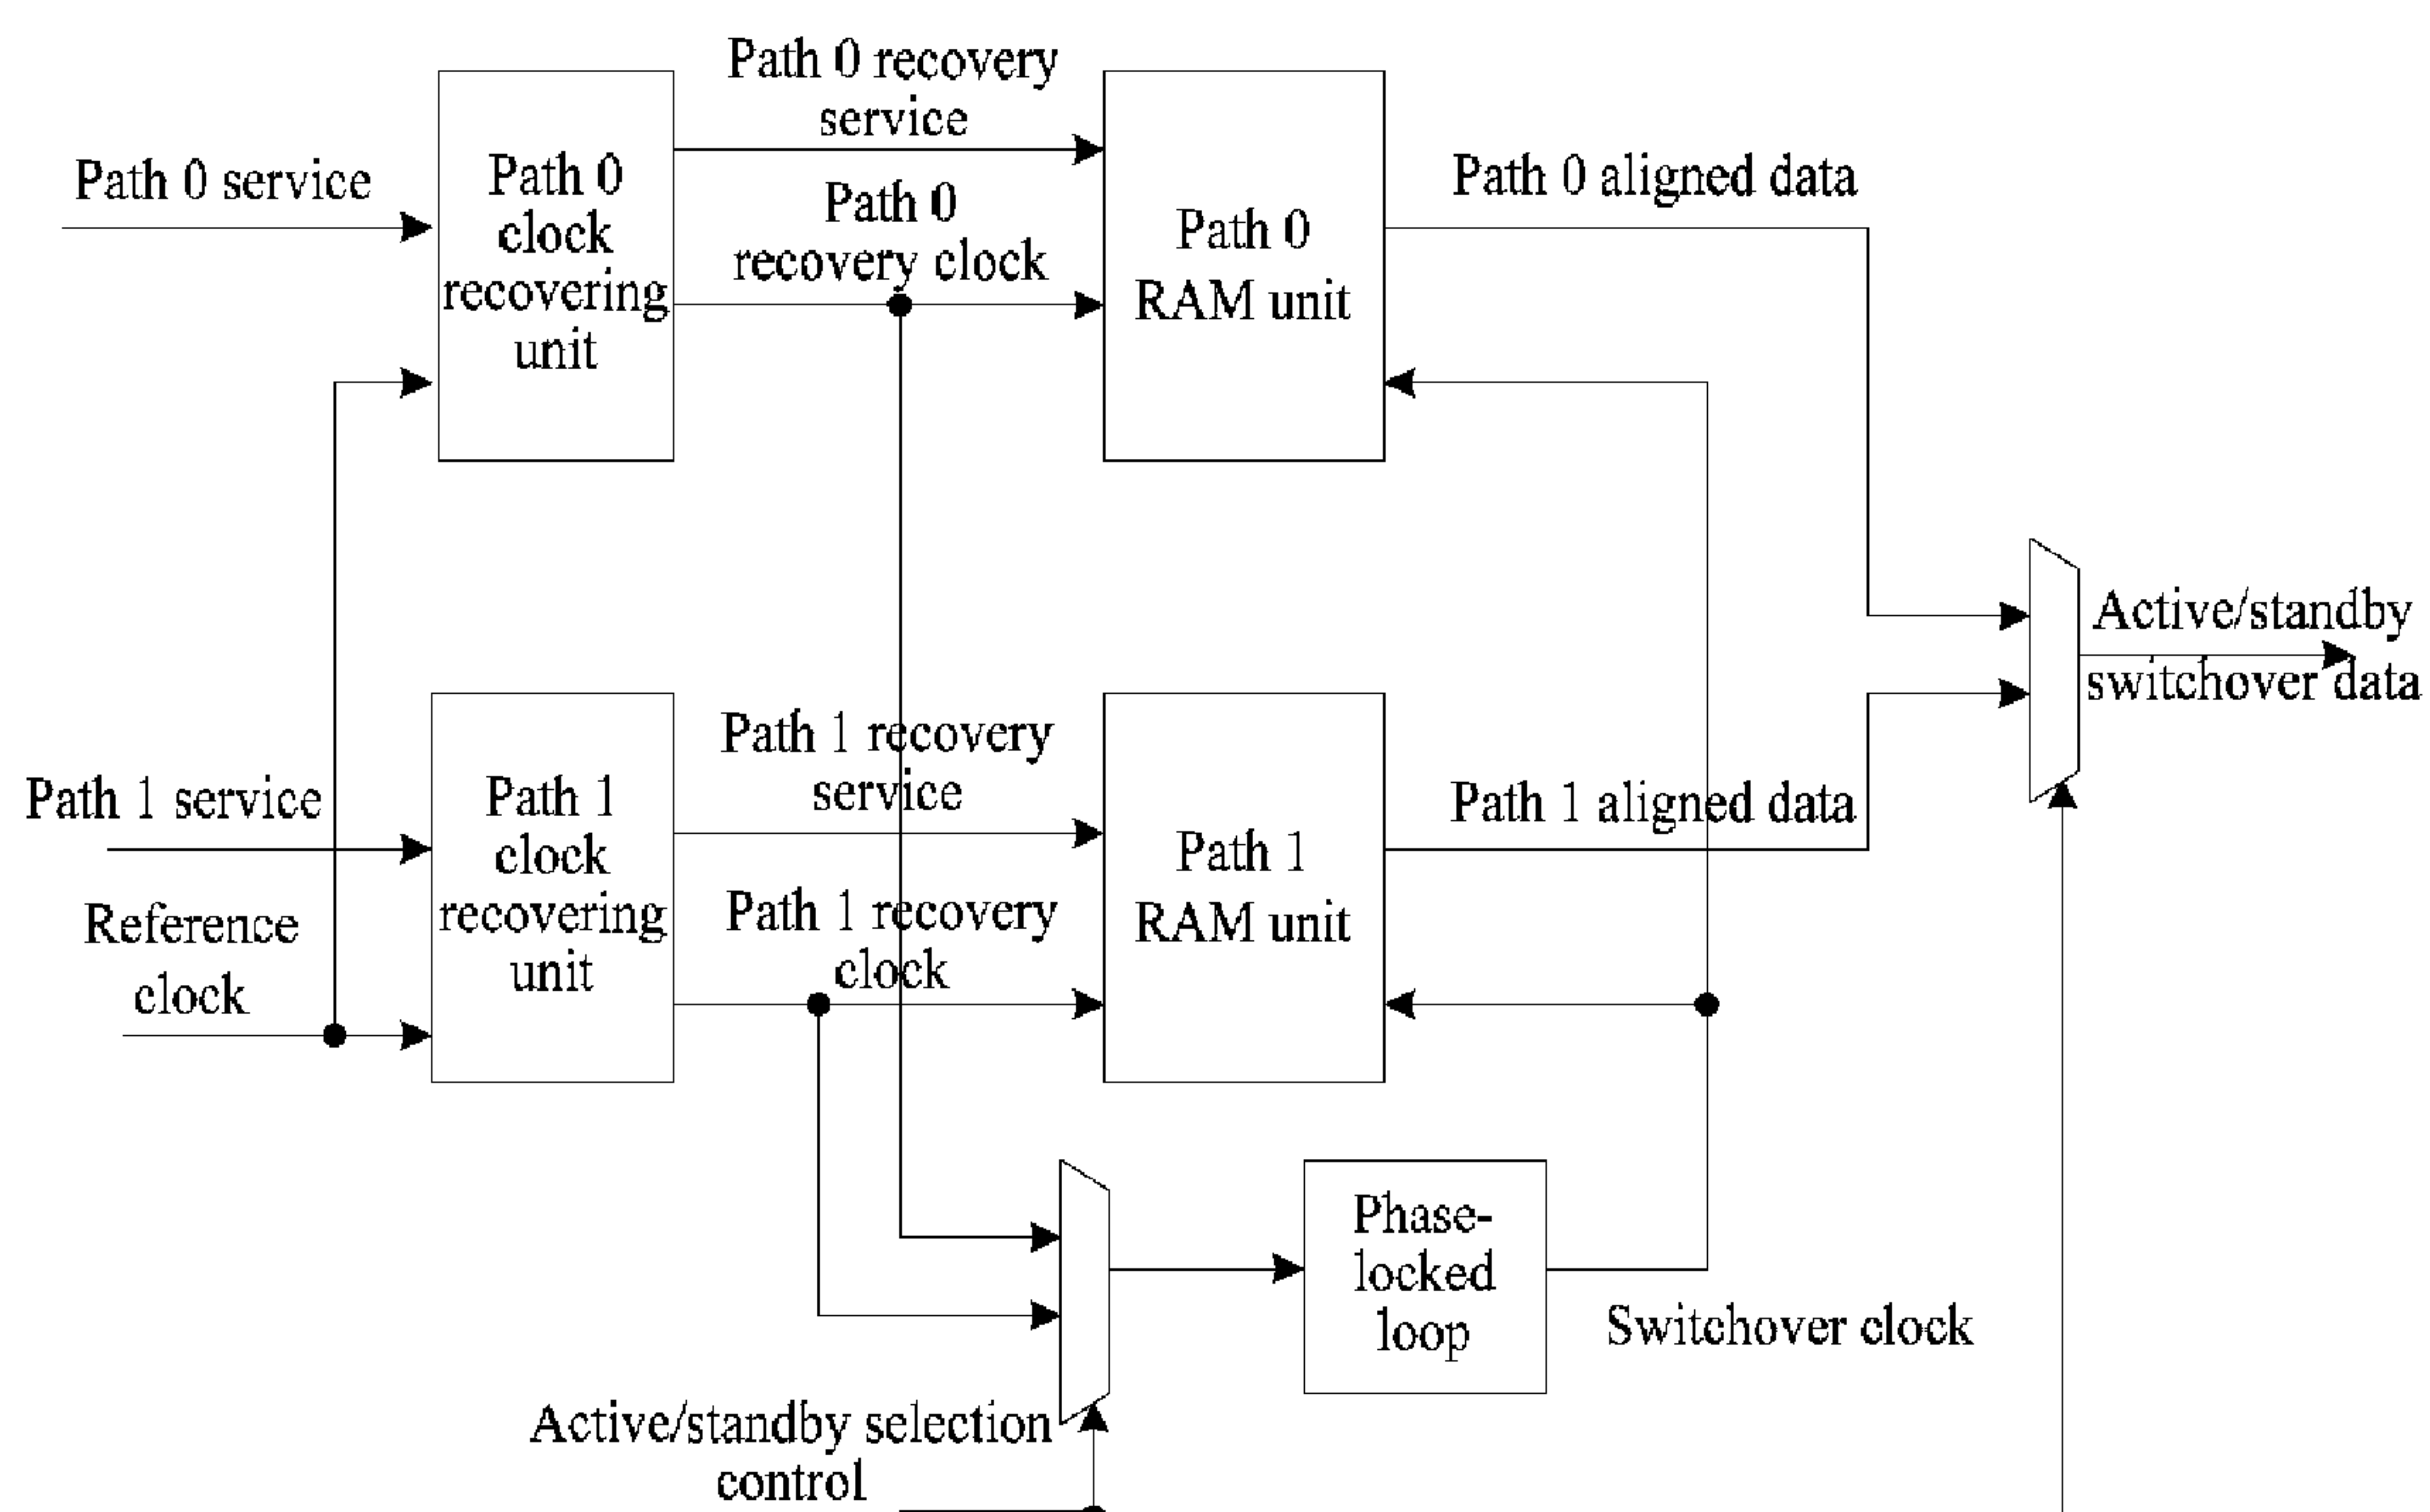 Path 0 recovery
service
Path 0 service
Path 0
clock
recovering
unit
Path 0
recovery clock
Path 0
RAM unit
Path 0 aligned data
Active/standby
switchover data
Path 1 recovery
service
Path 1 service
Path 1
clock
recovering
unit
Path 1 aligned data
Path 1
RAM unit
Reference
clock
Path 1 recovery
clock
Phase-
locked
loop
Switchover clock
Active/standby selection
control